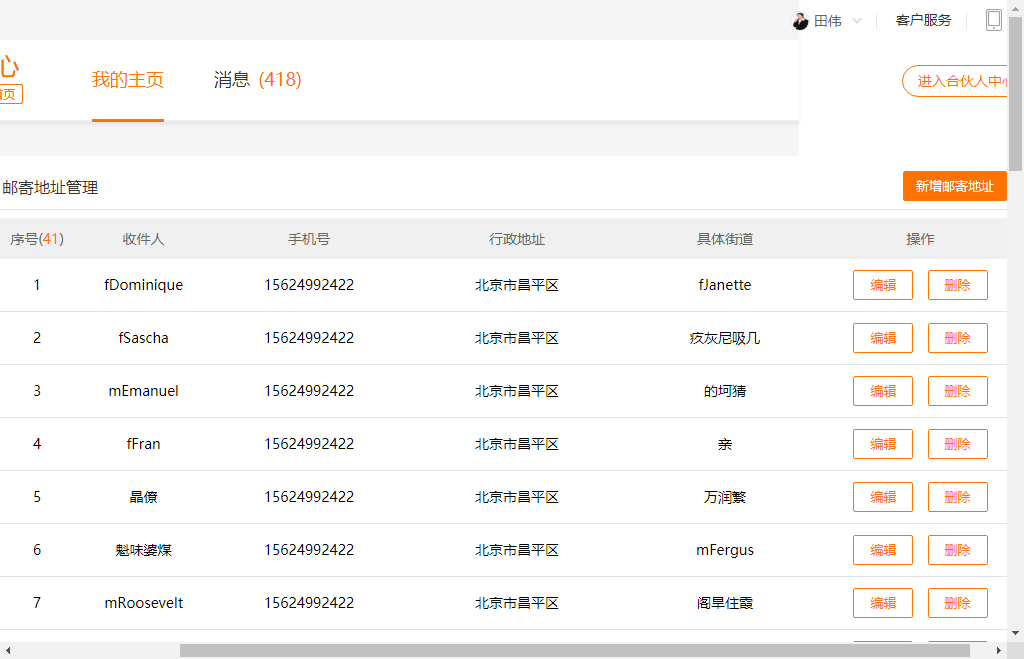 田伟 客户服务
心
我的主页 消息 (418)
进入合伙人中心
首页
邮寄地址管理 新增邮寄地址
序号(41) 收件人 手机号 行政地址 具体街道 操作
1 fDominique 15624992422 北京市昌平区 fJanette 编辑 删除
2 fSascha 15624992422 北京市昌平区 疚灰尼吸几 编辑 删除
3 mEmanuel 15624992422 北京市昌平区 的坷猜 编辑 删除
4 fFran 15624992422 北京市昌平区 亲 编辑 删除
5 晶僚 15624992422 北京市昌平区 万润繁 编辑 删除
6 魁味婆煤 15624992422 北京市昌平区 mFergus 编辑 删除
7 mRoosevelt 15624992422 北京市昌平区 阁旱住霞 编辑 删除